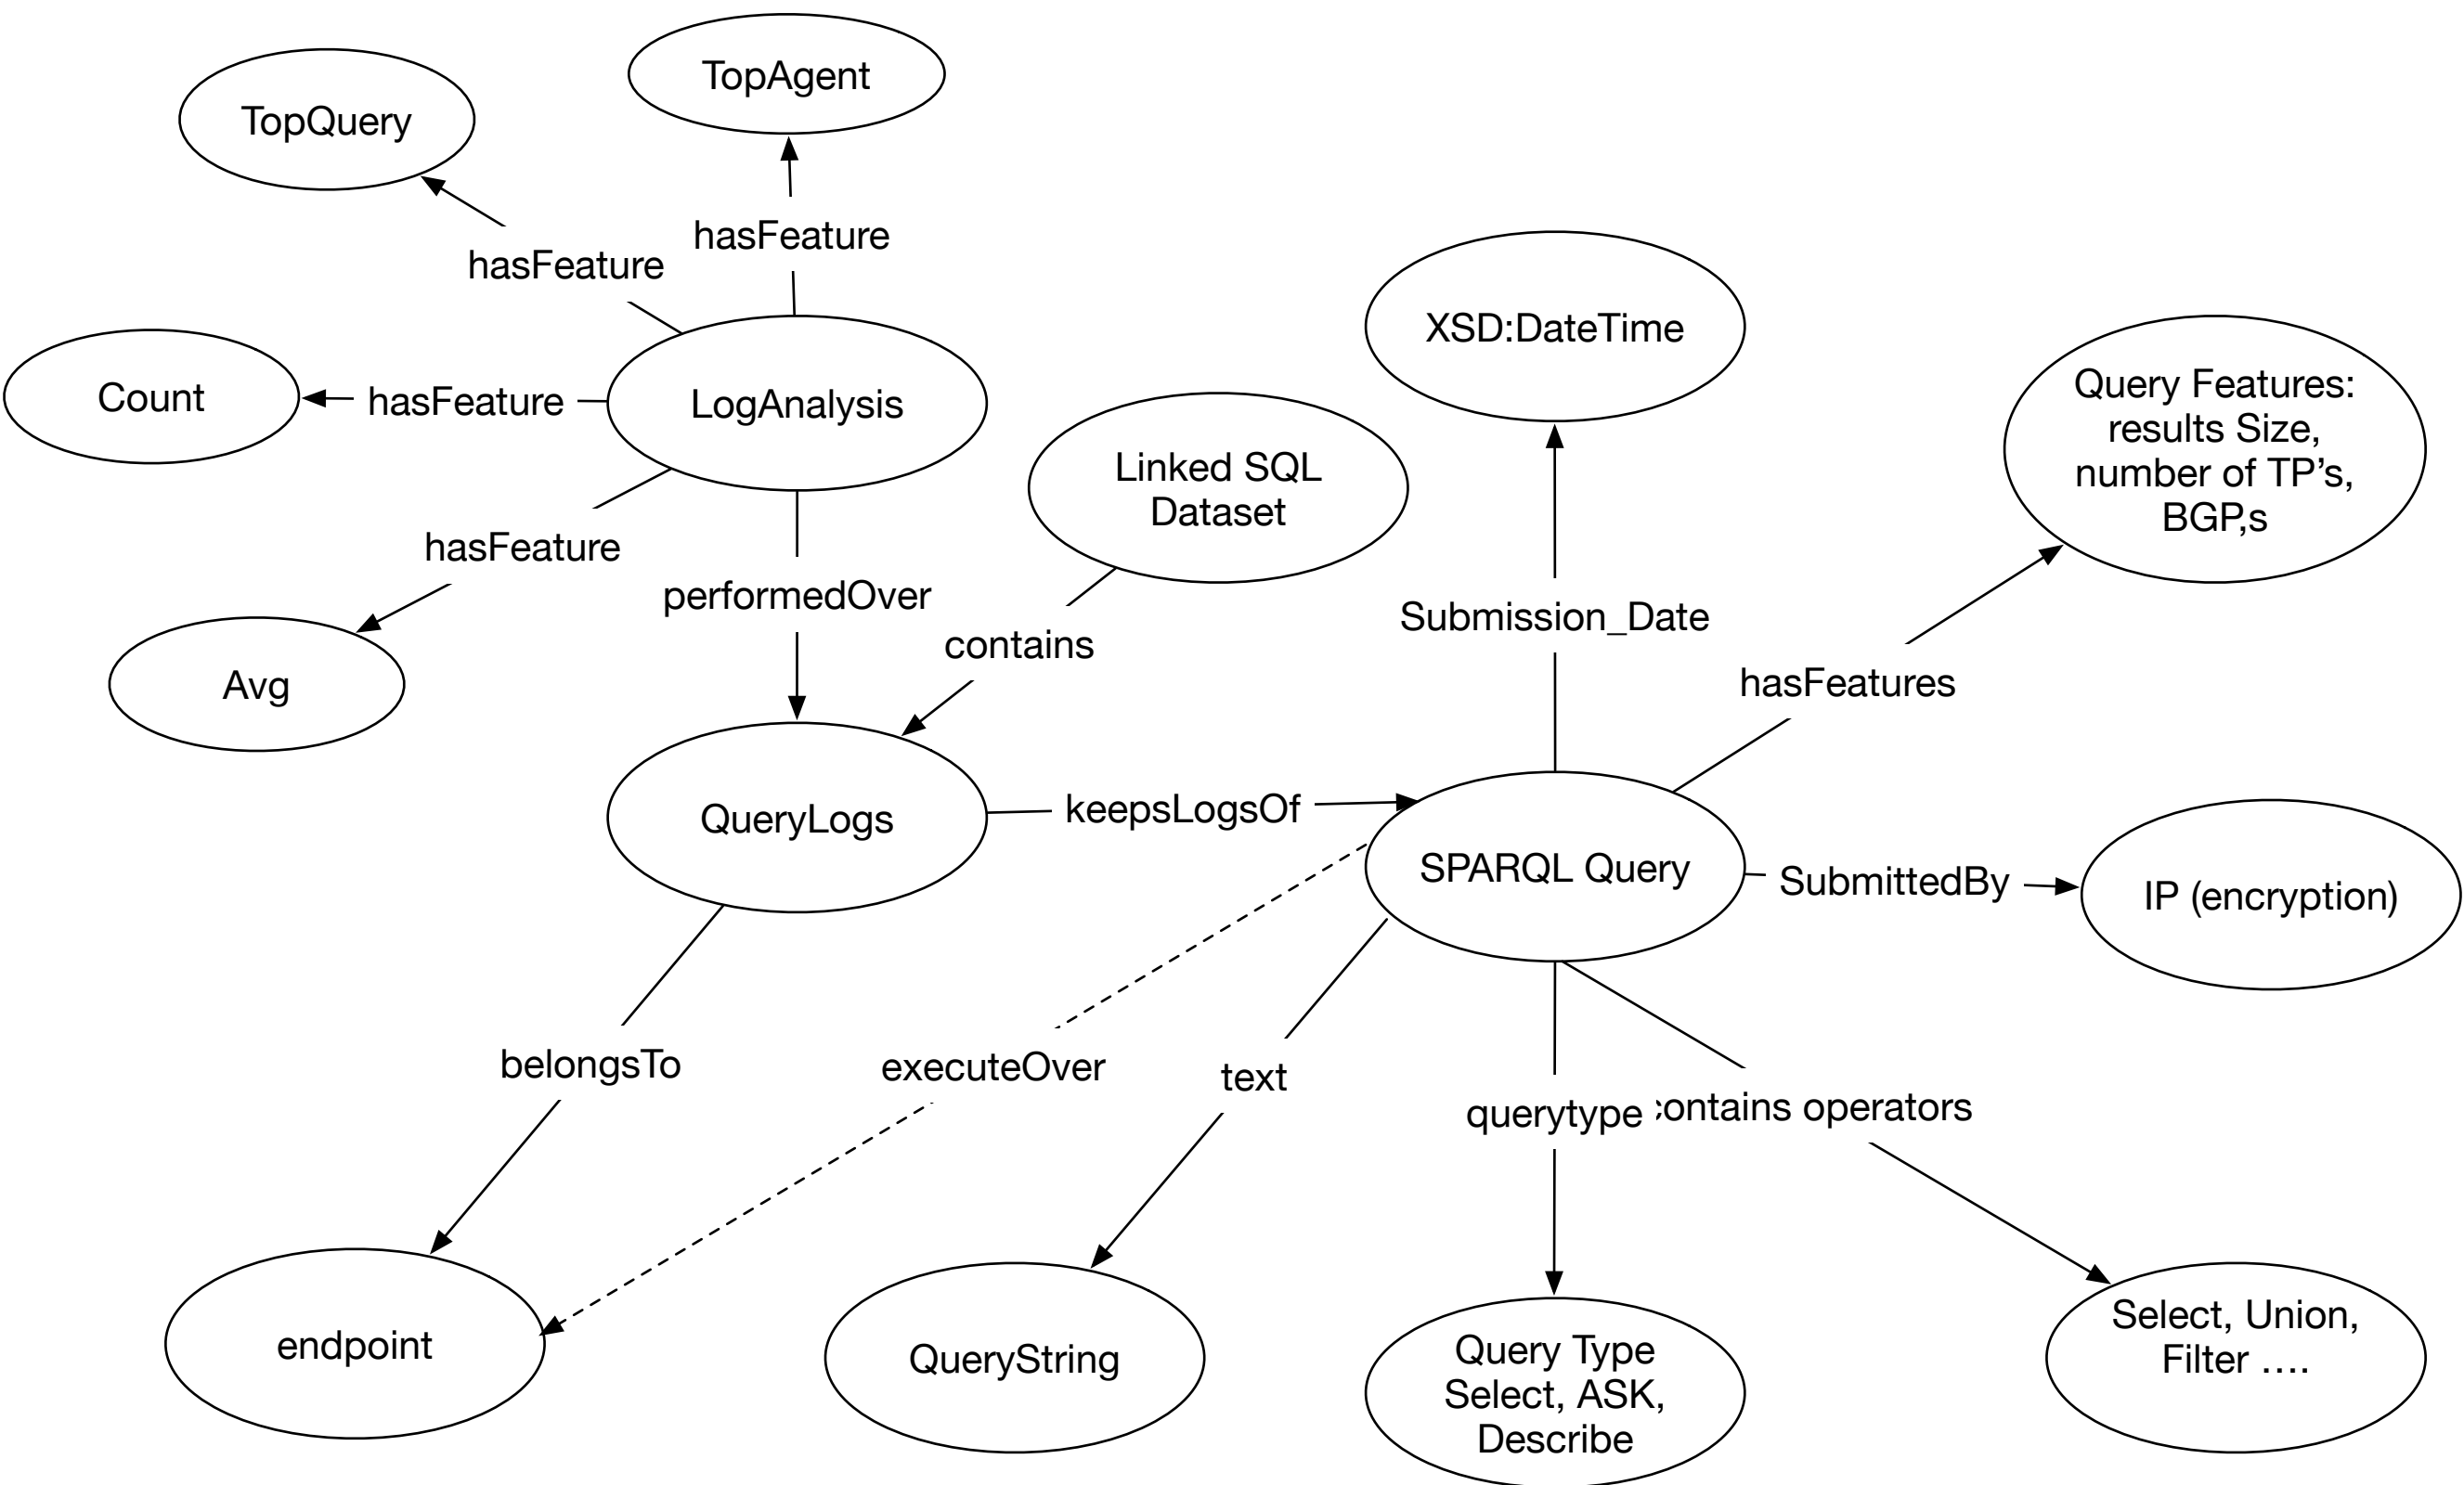 TopAgent
TopQuery
hasFeature
hasFeature
XSD:DateTime
Query Features:
results Size,
number of TP’s,
BGP,s
Count
hasFeature
LogAnalysis
Linked SQL
Dataset
hasFeature
performedOver
Submission_Date
contains
hasFeatures
Avg
QueryLogs
keepsLogsOf
SPARQL Query
SubmittedBy
IP (encryption)
belongsTo
executeOver
text
querytype
contains operators
endpoint
QueryString
Query Type
Select, ASK,
Describe
Select, Union,
Filter ….